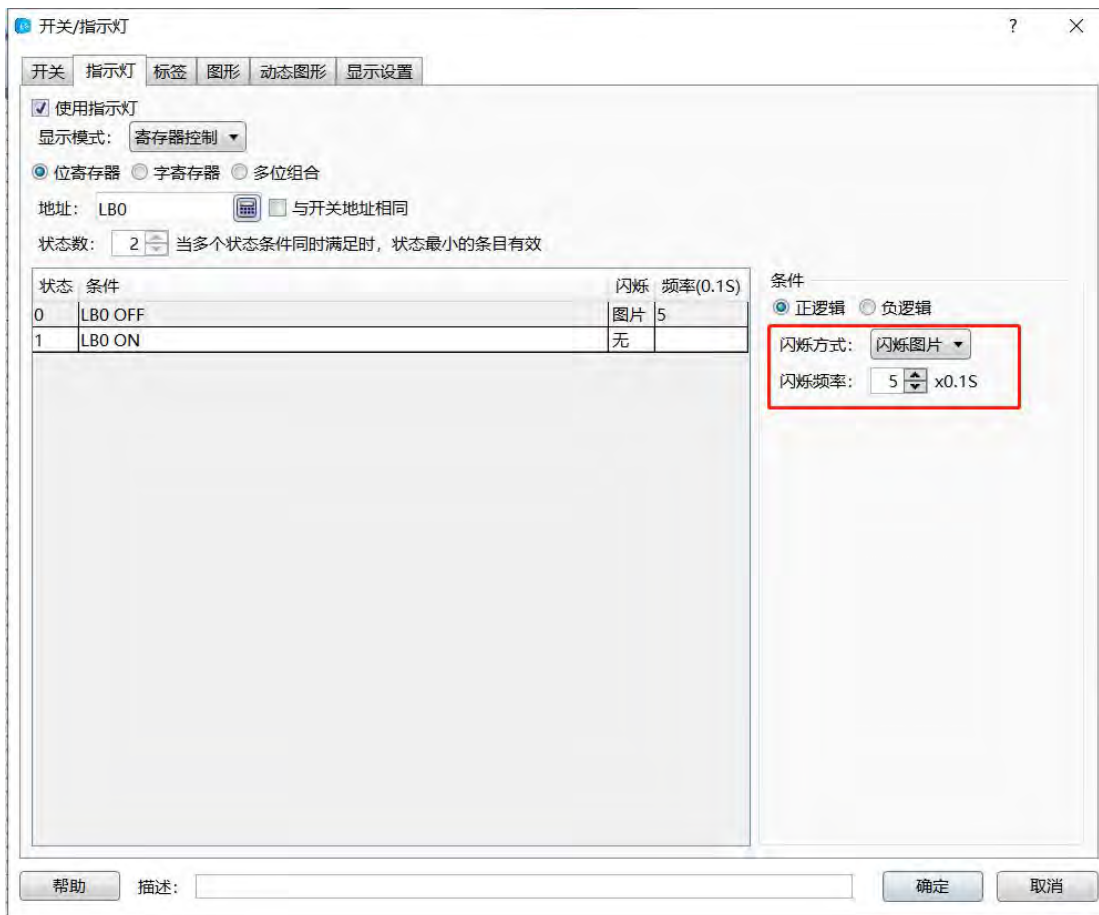 开关/指示灯
开关 指示灯 标签 图形 动态图形 显示设置
使用指示灯
显示模式： 寄存器控制
位寄存器 字寄存器 多位组合
地址： LB0 与开关地址相同
状态数： 2 当多个状态条件同时满足时，状态最小的条目有效
状态 条件 闪烁 频率(0.1S)
0 LB0 OFF 图片 5
1 LB0 ON 无
条件
正逻辑 负逻辑
闪烁方式： 闪烁图片
闪烁频率： 5 x0.1S
帮助 描述： 确定 取消